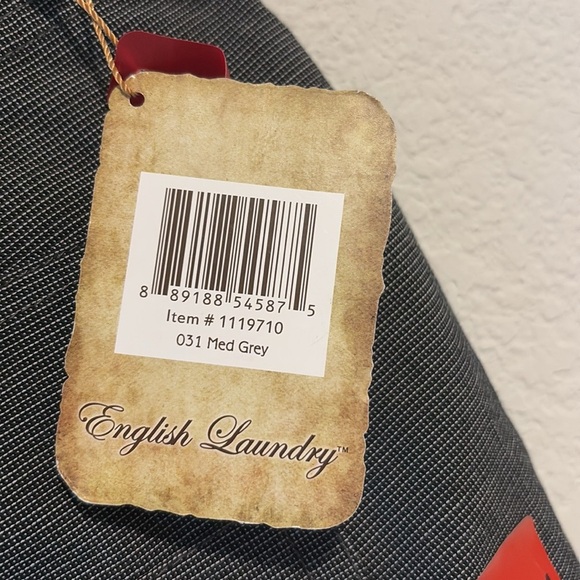 8 89188 54587 5
Item # 1119710
031 Med Grey
English Laundry™